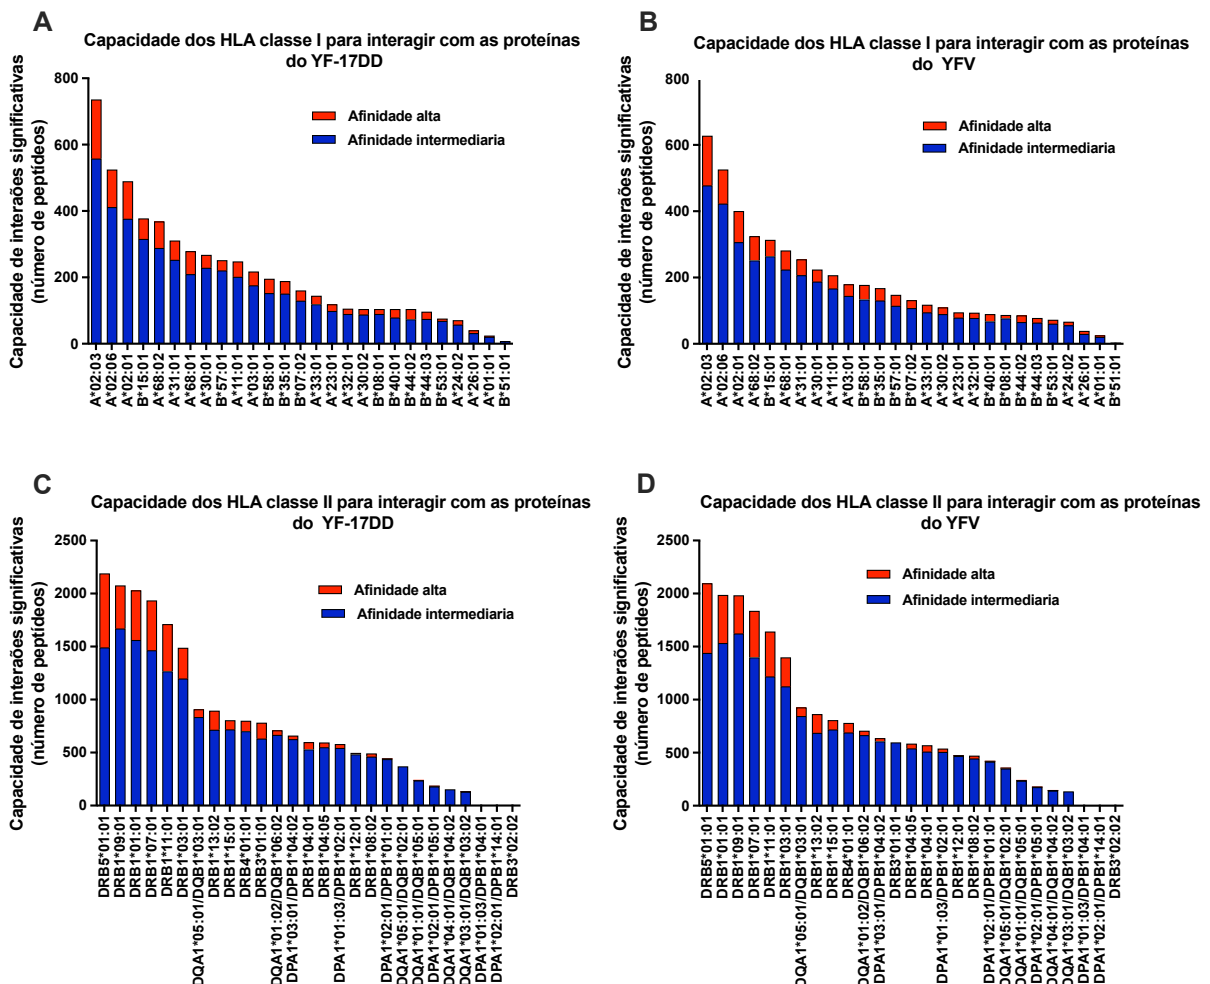 A
Capacidade dos HLA classe I para interagir com as proteínas
do YF-17DD
Capacidade de interaões significativas
(número de peptídeos)
800
600
400
200
0
Afinidade alta
Afinidade intermediaria
A*02:03
A*02:06
A*02:01
B*15:01
A*68:02
A*31:01
A*68:01
A*30:01
B*57:01
A*11:01
A*03:01
B*58:01
B*35:01
B*07:02
A*33:01
A*23:01
A*32:01
A*30:02
B*08:01
B*40:01
B*44:02
B*44:03
B*53:01
A*24:02
A*26:01
A*01:01
B*51:01
B
Capacidade dos HLA classe I para interagir com as proteínas
do YFV
Capacidade de interaões significativas
(número de peptídeos)
800
600
400
200
0
Afinidade alta
Afinidade intermediaria
A*02:03
A*02:06
A*02:01
A*68:02
B*15:01
A*68:01
A*31:01
A*30:01
A*11:01
A*03:01
B*58:01
B*35:01
B*57:01
B*07:02
A*33:01
A*30:02
A*23:01
A*32:01
B*40:01
B*08:01
B*44:02
B*44:03
B*53:01
A*24:02
A*26:01
A*01:01
B*51:01
C
Capacidade dos HLA classe II para interagir com as proteínas
do YF-17DD
Capacidade de interaões significativas
(número de peptídeos)
2500
2000
1500
1000
500
0
Afinidade alta
Afinidade intermediaria
DRB5*01:01
DRB1*09:01
DRB1*01:01
DRB1*07:01
DRB1*11:01
DRB1*03:01
DQA1*05:01/DQB1*03:01
DRB1*13:02
DRB1*15:01
DRB4*01:01
DRB3*01:01
DQA1*01:02/DQB1*06:02
DPA1*03:01/DPB1*04:02
DRB1*04:01
DRB1*04:05
DPA1*01:03/DPB1*02:01
DRB1*12:01
DRB1*08:02
DPA1*02:01/DPB1*01:01
DQA1*05:01/DQB1*02:01
DQA1*01:01/DQB1*05:01
DPA1*02:01/DPB1*05:01
DQA1*04:01/DQB1*04:02
DQA1*03:01/DQB1*03:02
DPA1*01:03/DPB1*04:01
DPA1*02:01/DPB1*14:01
DRB3*02:02
D
Capacidade dos HLA classe II para interagir com as proteínas
do YFV
Capacidade de interaões significativas
(número de peptídeos)
2500
2000
1500
1000
500
0
Afinidade alta
Afinidade intermediaria
DRB5*01:01
DRB1*01:01
DRB1*09:01
DRB1*07:01
DRB1*11:01
DRB1*03:01
DQA1*05:01/DQB1*03:01
DRB1*13:02
DRB1*15:01
DRB4*01:01
DQA1*01:02/DQB1*06:02
DPA1*03:01/DPB1*04:02
DRB3*01:01
DRB1*04:05
DRB1*04:01
DPA1*01:03/DPB1*02:01
DRB1*12:01
DRB1*08:02
DPA1*02:01/DPB1*01:01
DQA1*05:01/DQB1*02:01
DQA1*01:01/DQB1*05:01
DPA1*02:01/DPB1*05:01
DQA1*04:01/DQB1*04:02
DQA1*03:01/DQB1*03:02
DPA1*01:03/DPB1*04:01
DPA1*02:01/DPB1*14:01
DRB3*02:02